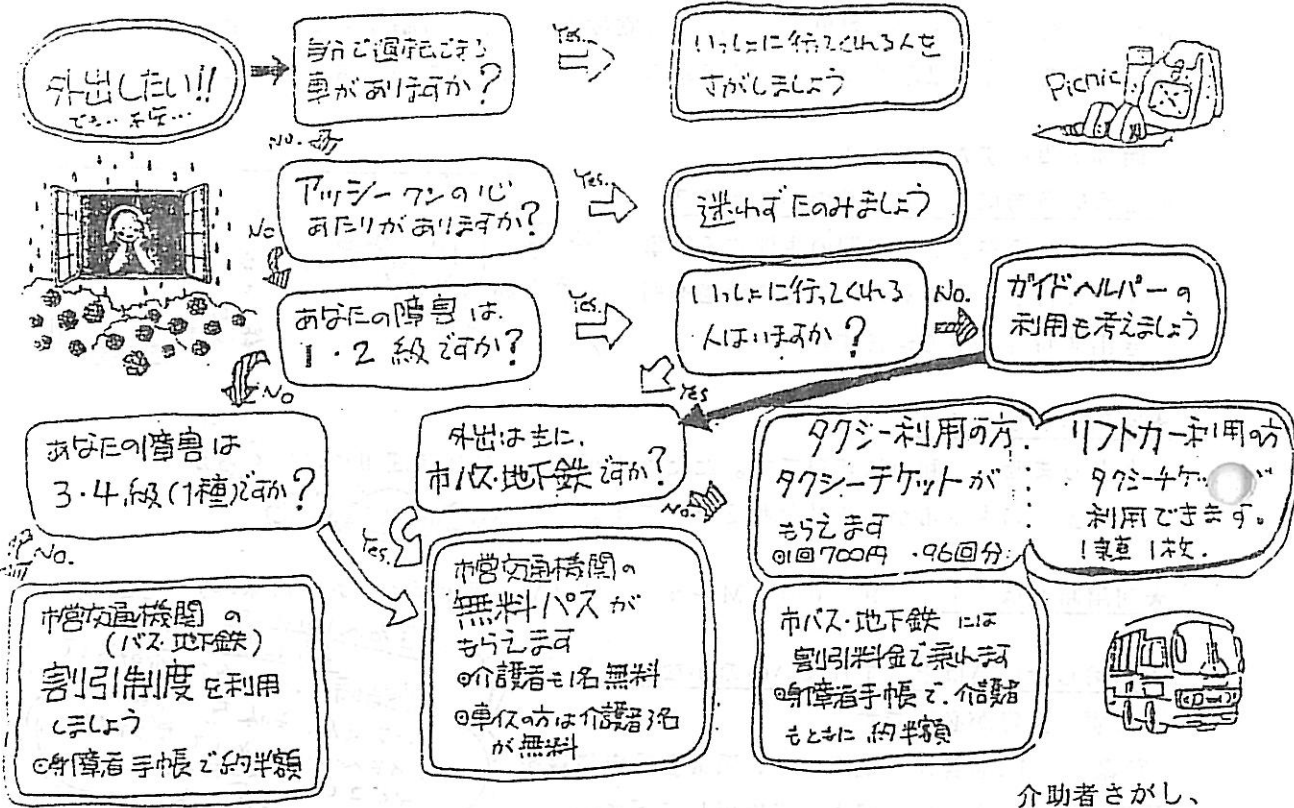 外出したい!!
でも…
自分で運転できる
車がありますか?
Yes.
いっしょに行ってくれる人を
さがしましょう
Picnic
No.
アッシークンの心
あたりがありますか?
Yes.
迷わずたのみましょう
No
あなたの障害は、
1・2級ですか?
Yes.
いっしょに行ってくれる
人はいますか?
No.
ガイドヘルパーの
利用も考えましょう
No
Yes
あなたの障害は
3・4級(1種)ですか?
外出は主に、
市バス・地下鉄ですか?
No.
Yes.
No.
タクシー利用の方
タクシーチケットが
もらえます
◎1回700円・96回分
リフトカー利用の方
タクシーチケッ
利用できます。
1乗車1枚.
市営交通機関の
(バス・地下鉄)
割引制度を利用
しましょう
◎身障者手帳で約半額
市営交通機関の
無料パスが
もらえます
◎介護者も1名無料
◎車イスの方は介護者3名
が無料
市バス・地下鉄には
割引料金で乗れます
◎身障者手帳で、介護者
もともに約半額
介助者さがし、